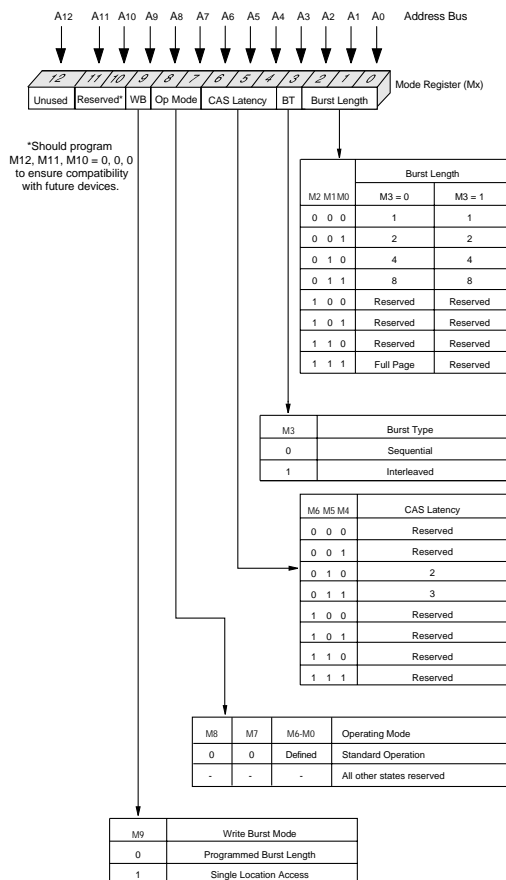 A12 A11 A10 A9 A8 A7 A6 A5 A4 A3 A2 A1 A0 Address Bus
12 11 10 9 8 7 6 5 4 3 2 1 0
Mode Register (Mx)
Unused Reserved* WB Op Mode CAS Latency BT Burst Length
*Should program
M12, M11, M10 = 0, 0, 0
to ensure compatibility
with future devices.
Burst Length
M2 M1M0 M3 = 0 M3 = 1
0 0 0 1 1
0 0 1 2 2
0 1 0 4 4
0 1 1 8 8
1 0 0 Reserved Reserved
1 0 1 Reserved Reserved
1 1 0 Reserved Reserved
1 1 1 Full Page Reserved
M3 Burst Type
0 Sequential
1 Interleaved
M6 M5 M4 CAS Latency
0 0 0 Reserved
0 0 1 Reserved
0 1 0 2
0 1 1 3
1 0 0 Reserved
1 0 1 Reserved
1 1 0 Reserved
1 1 1 Reserved
M8 M7 M6-M0 Operating Mode
0 0 Defined Standard Operation
- - - All other states reserved
M9 Write Burst Mode
0 Programmed Burst Length
1 Single Location Access